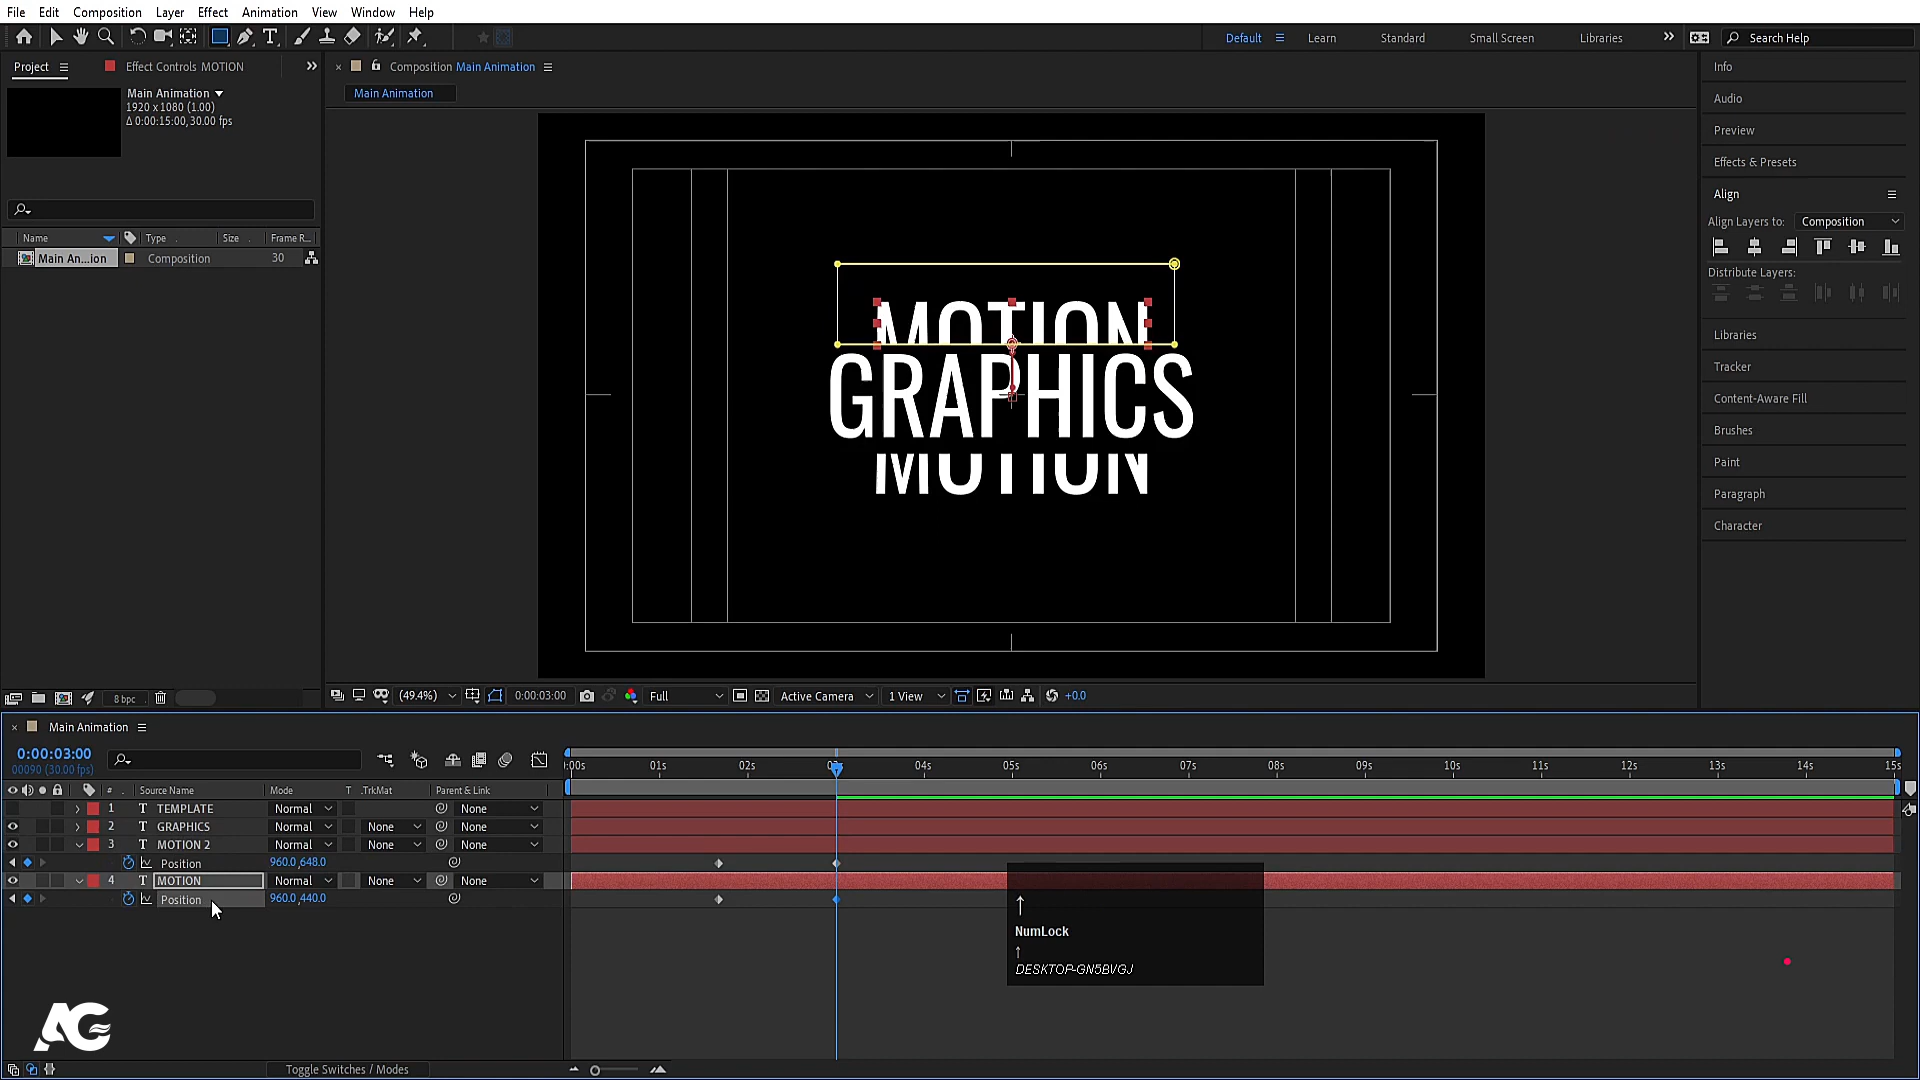 File Edit Composition Layer Effect Animation View Window Help
Default Learn Standard Small Screen Libraries Search Help
Project Effect Controls MOTION
Main Animation
1920 x 1080 (1.00)
Δ 0:00:15:00, 30.00 fps
Name Type Size Frame R...
Main An...ion Composition 30
8 bpc
Composition Main Animation
Main Animation
MOTION
GRAPHICS
MOTION
(49.4%) 0:00:03:00 Full Active Camera 1 View +0.0
Info
Audio
Preview
Effects & Presets
Align
Align Layers to: Composition
Distribute Layers:
Libraries
Tracker
Content-Aware Fill
Brushes
Paint
Paragraph
Character
Main Animation
0:00:03:00
00090 (30.00 fps)
:00s 01s 02s 04s 05s 06s 07s 08s 09s 10s 11s 12s 13s 14s 15s
# Source Name Mode T .TrkMat Parent & Link
1 T TEMPLATE Normal None
2 T GRAPHICS Normal None None
3 T MOTION 2 Normal None None
Position 960.0,648.0
4 T MOTION Normal None None
Position 960.0,440.0
↑
NumLock
↑
DESKTOP-GN5BVGJ
AG
Toggle Switches / Modes